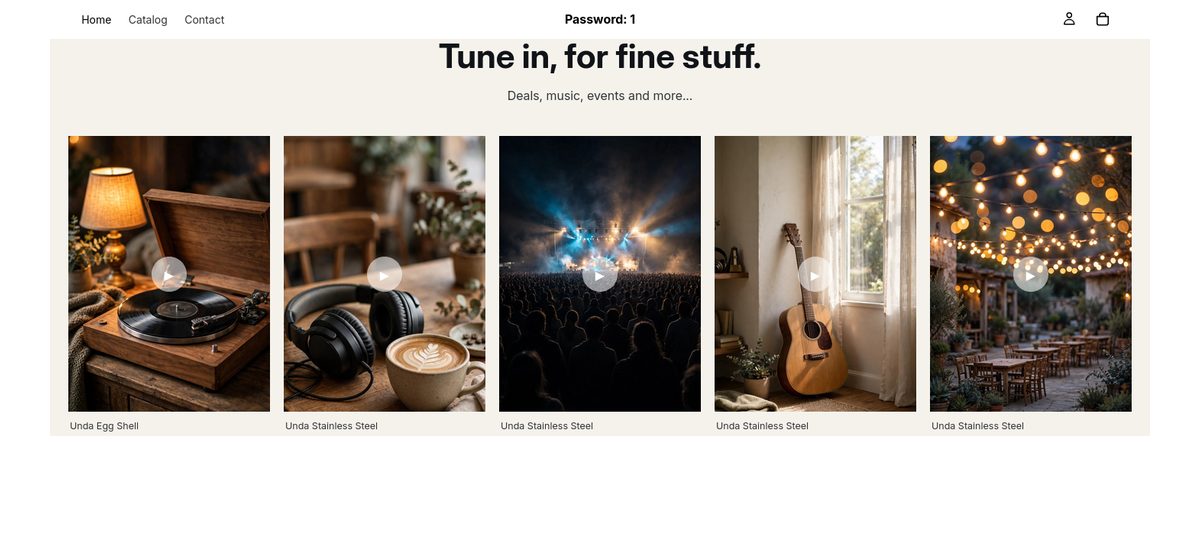 Home Catalog Contact Password: 1
Tune in, for fine stuff.
Deals, music, events and more...
Unda Egg Shell Unda Stainless Steel Unda Stainless Steel Unda Stainless Steel Unda Stainless Steel